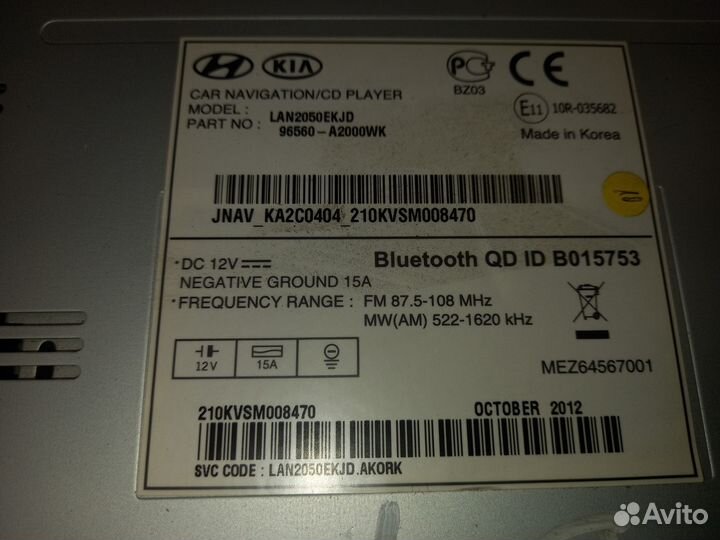 KIA
BZ03
CE
CAR NAVIGATION/CD PLAYER
MODEL : LAN2050EKJD
PART NO : 96560-A2000WK
E11 10R-035682
Made in Korea
JNAV_KA2C0404_210KVSM008470
•DC 12V
NEGATIVE GROUND 15A
Bluetooth QD ID B015753
•FREQUENCY RANGE : FM 87.5-108 MHz
MW(AM) 522-1620 kHz
12V 15A
MEZ64567001
210KVSM008470
OCTOBER 2012
SVC CODE : LAN2050EKJD.AKORK
Avito